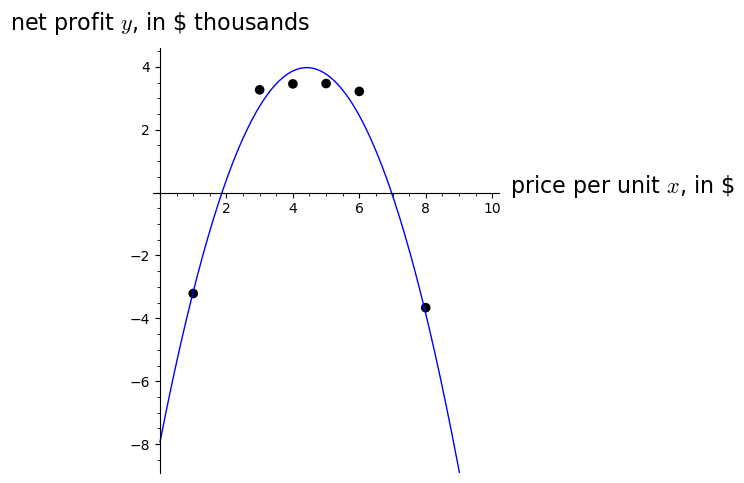 net profit y, in $ thousands
4
2
price per unit x, in $
2 4 6 8 10
−2
−4
−6
−8